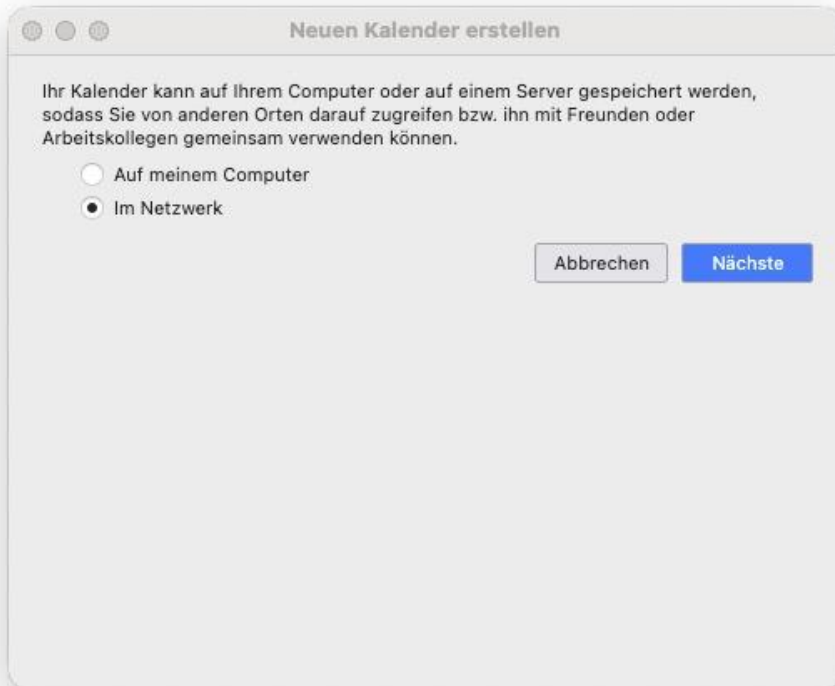 Neuen Kalender erstellen
Ihr Kalender kann auf Ihrem Computer oder auf einem Server gespeichert werden,
sodass Sie von anderen Orten darauf zugreifen bzw. ihn mit Freunden oder
Arbeitskollegen gemeinsam verwenden können.
Auf meinem Computer
Im Netzwerk
Abbrechen Nächste